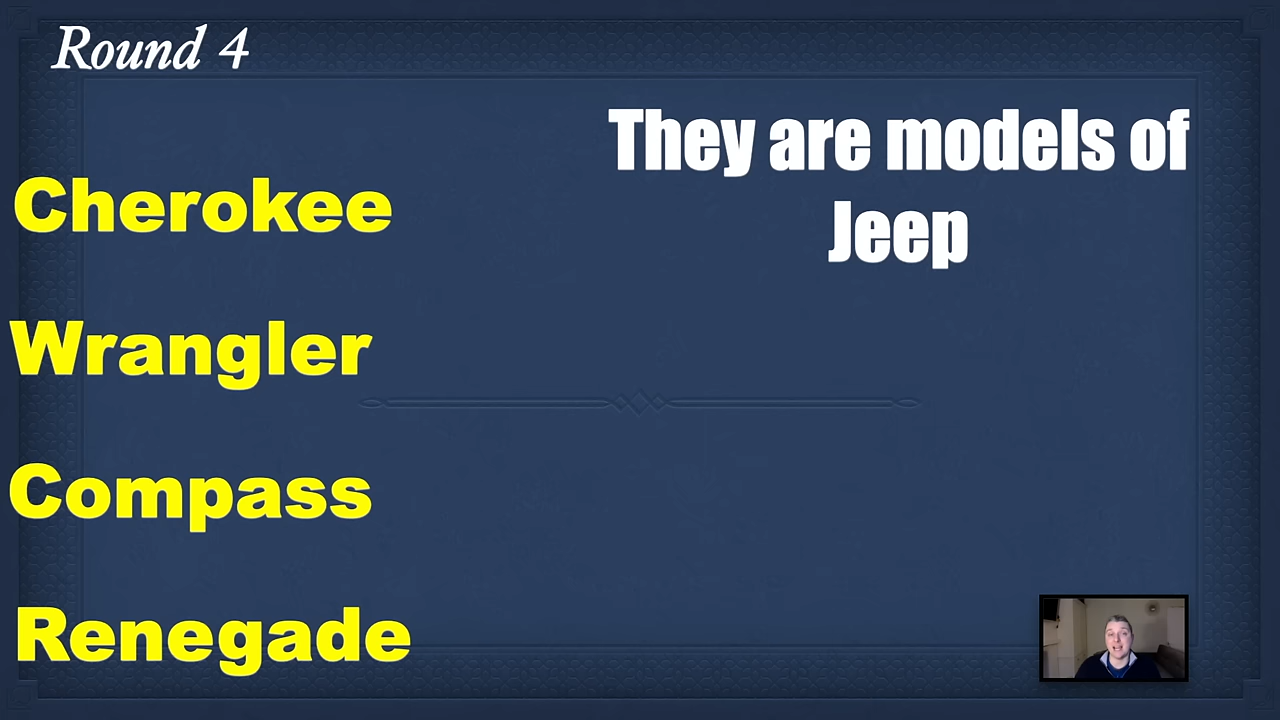 Round 4
They are models of
Jeep
Cherokee
Wrangler
Compass
Renegade